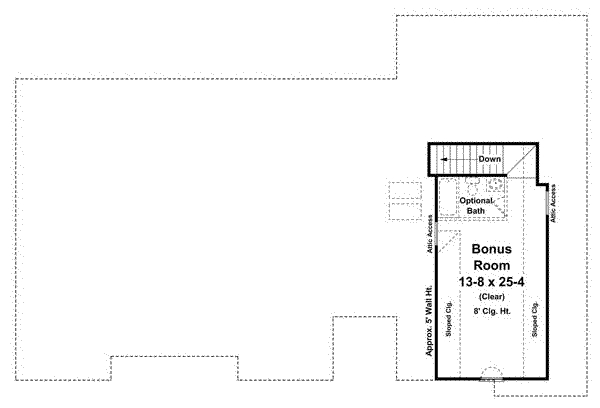 Down
Optional
Bath
Attic Access
Attic Access
Bonus
Room
13-8 x 25-4
(Clear)
8' Clg. Ht.
Approx. 5' Wall Ht.
Sloped Clg.
Sloped Clg.